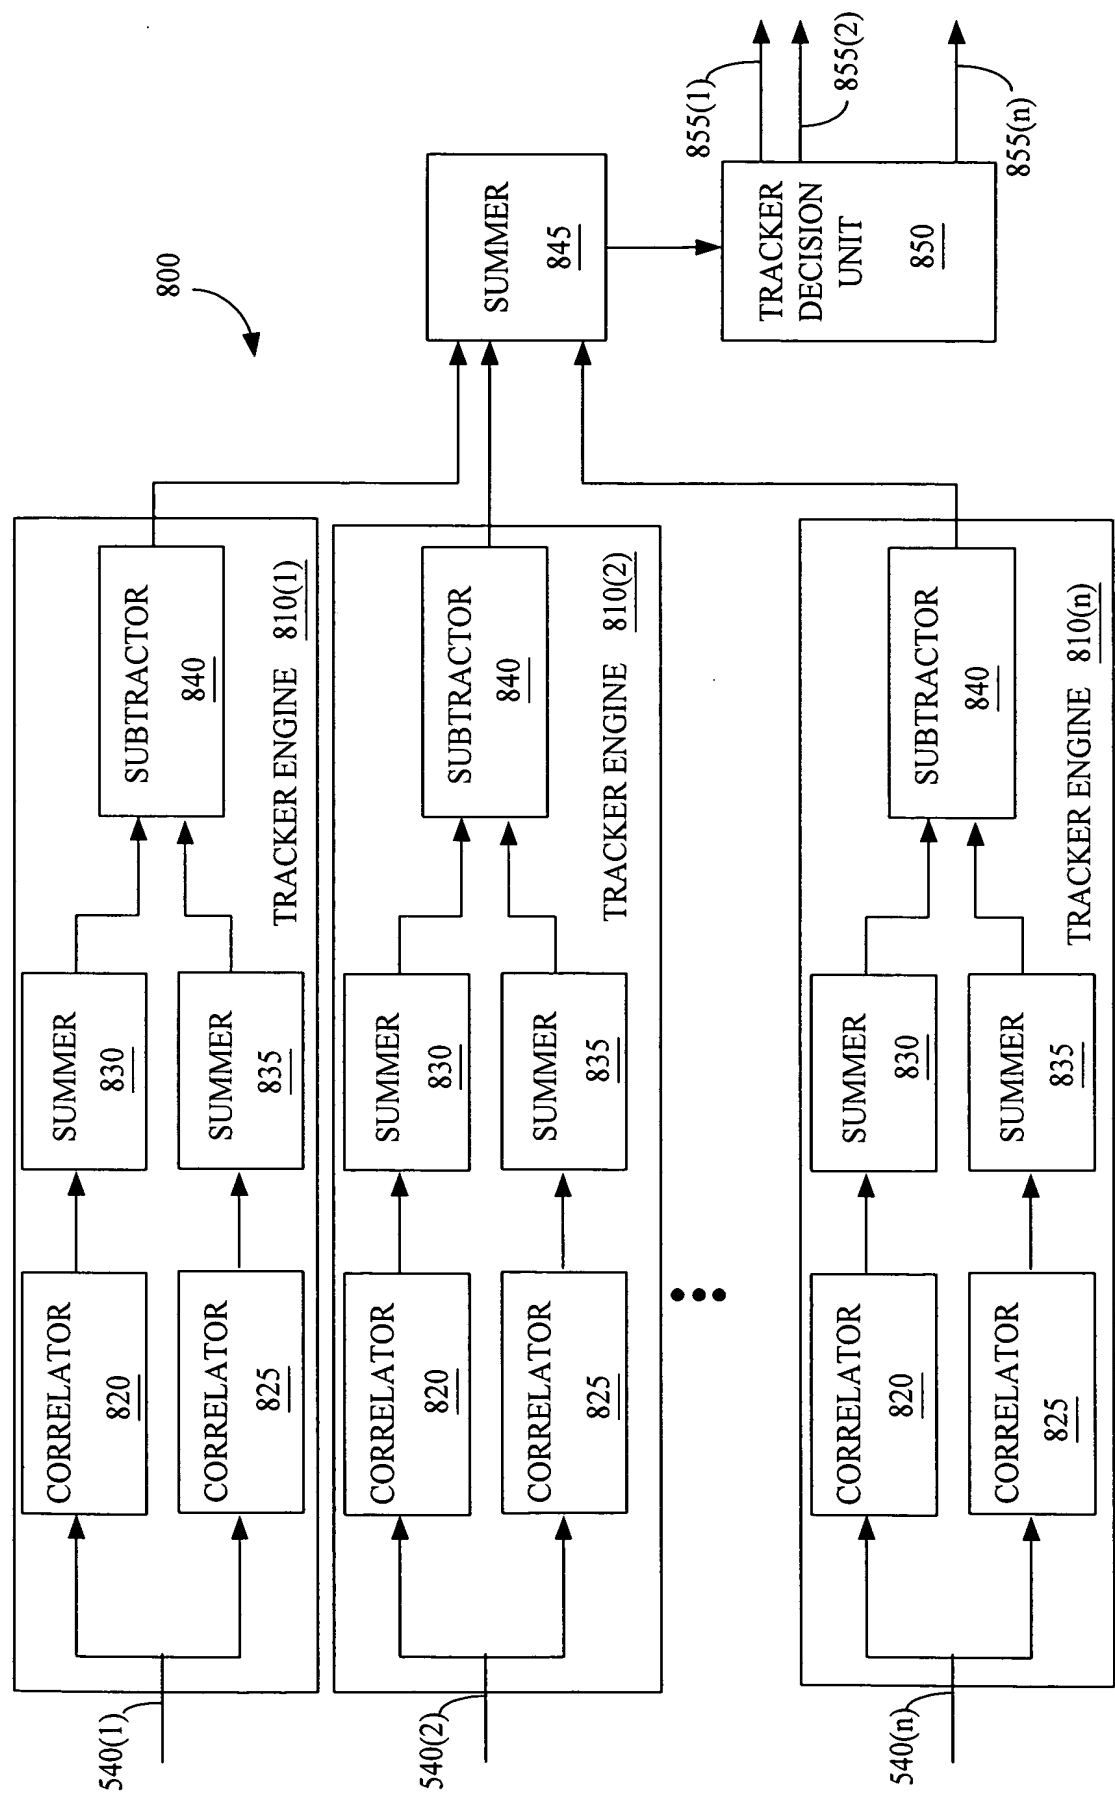 800
540(1)
CORRELATOR
820
SUMMER
830
CORRELATOR
825
SUMMER
835
SUBTRACTOR
840
TRACKER ENGINE 810(1)
540(2)
CORRELATOR
820
SUMMER
830
CORRELATOR
825
SUMMER
835
SUBTRACTOR
840
TRACKER ENGINE 810(2)
540(n)
CORRELATOR
820
SUMMER
830
CORRELATOR
825
SUMMER
835
SUBTRACTOR
840
TRACKER ENGINE 810(n)
SUMMER
845
TRACKER
DECISION
UNIT
850
855(1)
855(2)
855(n)